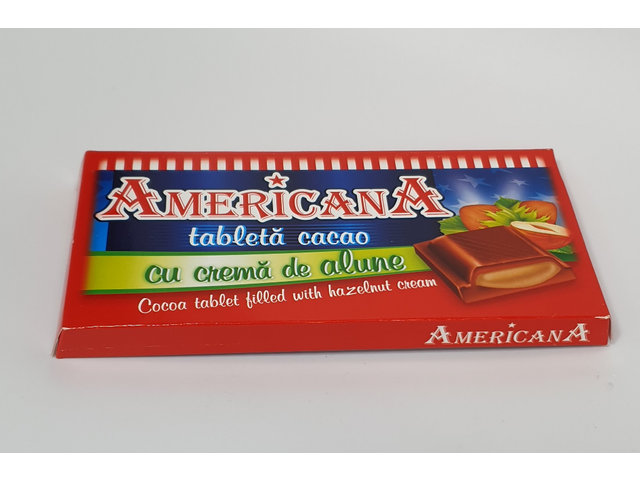 AMERICANA
tabletă cacao
cu cremă de alune
Cocoa tablet filled with hazelnut cream
AMERICANA